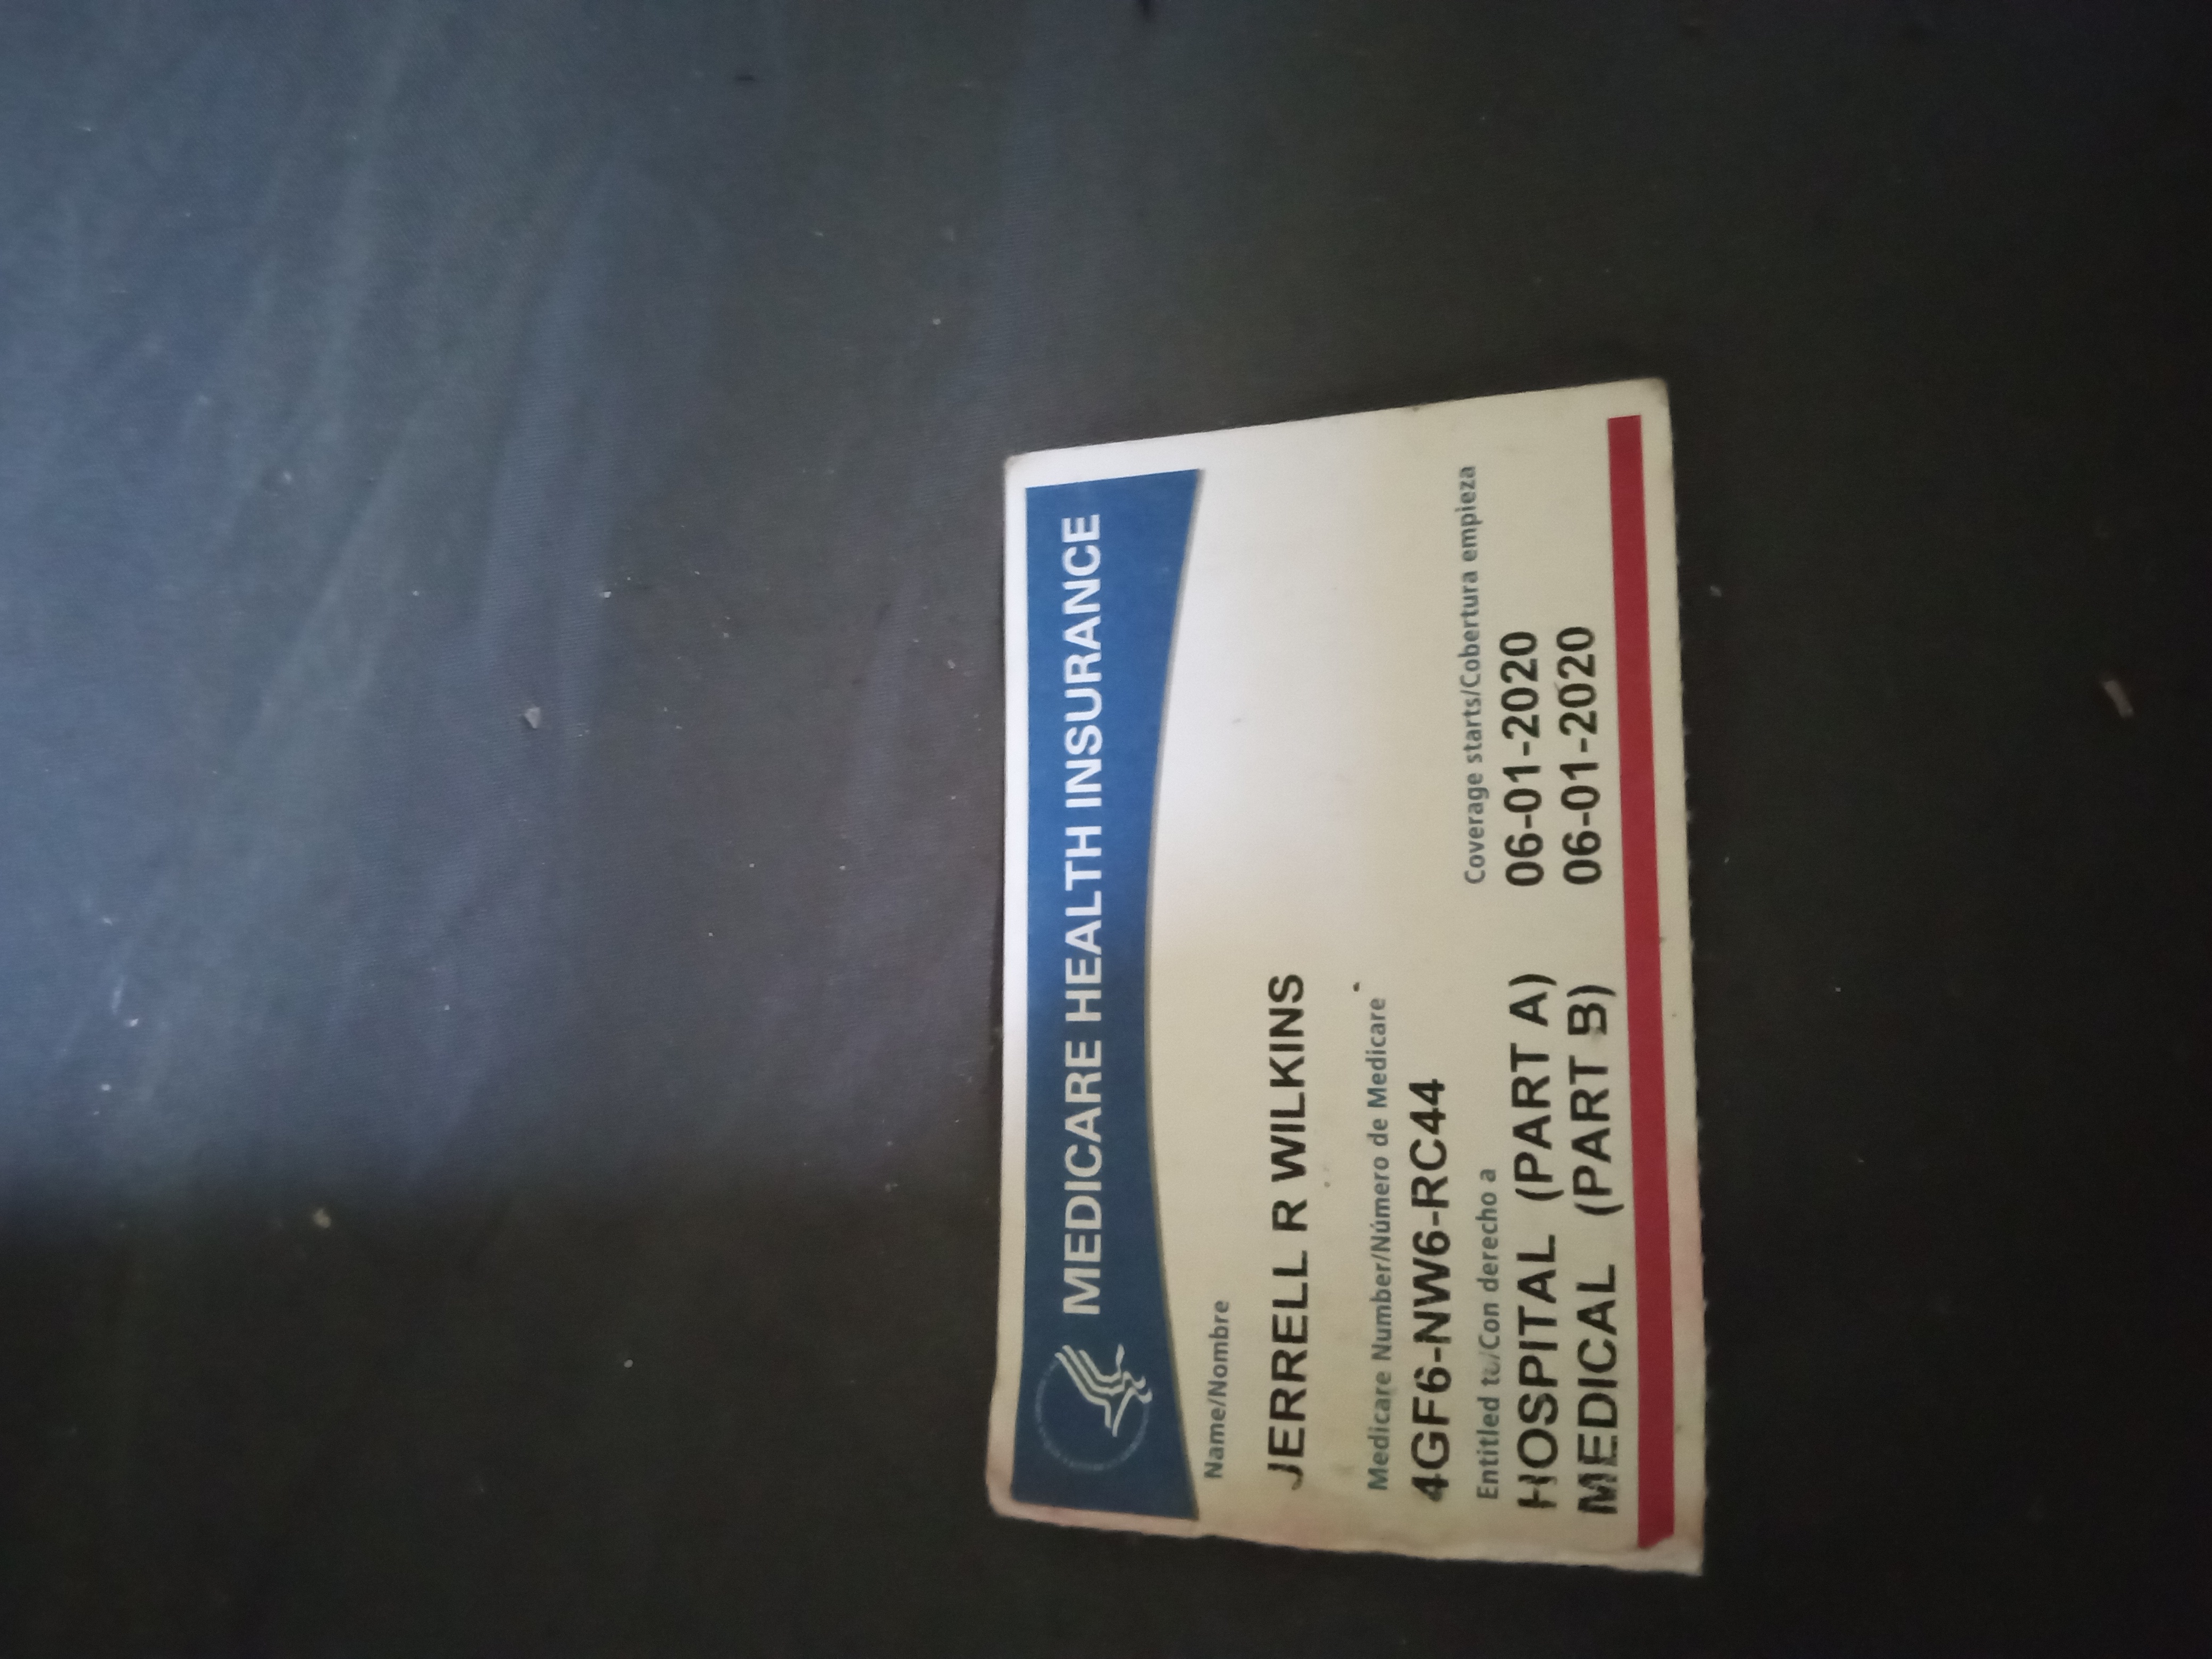 MEDICARE HEALTH INSURANCE
Name/Nombre
JERRELL R WILKINS
Medicare Number/Número de Medicare
4GF6-NW6-RC44
Entitled to/Con derecho a
Coverage starts/Cobertura empieza
HOSPITAL (PART A) 06-01-2020
MEDICAL (PART B) 06-01-2020